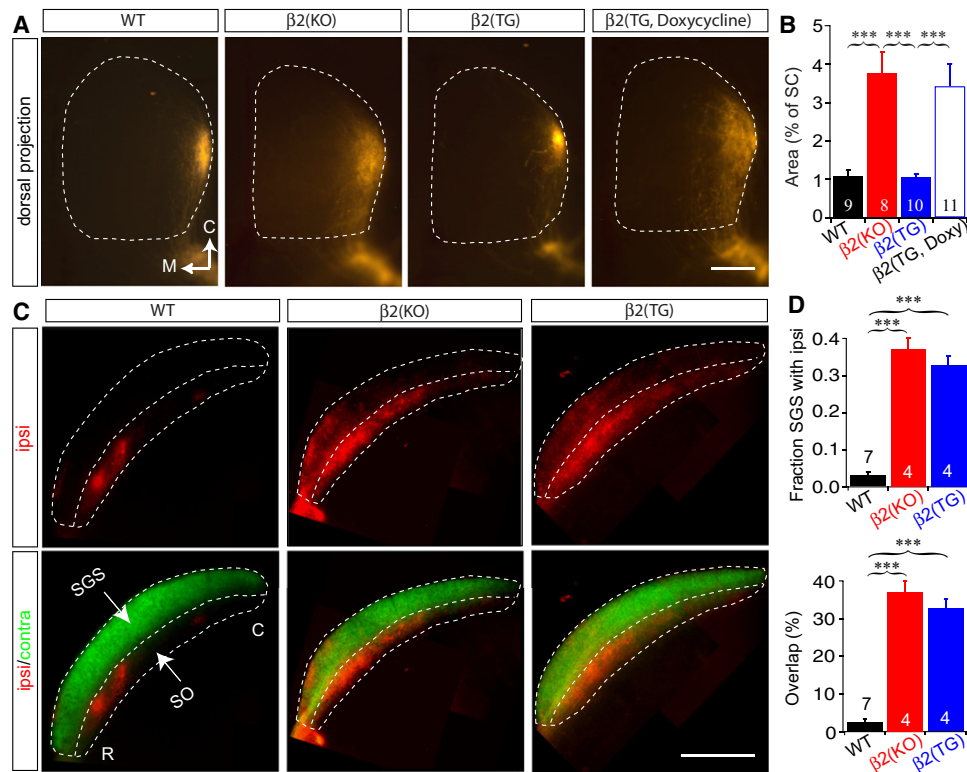 A
WT
β2(KO)
β2(TG)
β2(TG, Doxycycline)
dorsal projection
C
M
B
*** *** ***
Area (% of SC)
5
4
3
2
1
0
9
8
10
11
WT
β2(KO)
β2(TG)
β2(TG, Doxy)
C
WT
β2(KO)
β2(TG)
ipsi
ipsi/contra
SGS
SO
C
R
D
***
***
Fraction SGS with ipsi
0.4
0.3
0.2
0.1
0.0
7
4
4
WT
β2(KO)
β2(TG)
***
***
Overlap (%)
40
30
20
10
0
7
4
4
WT
β2(KO)
β2(TG)